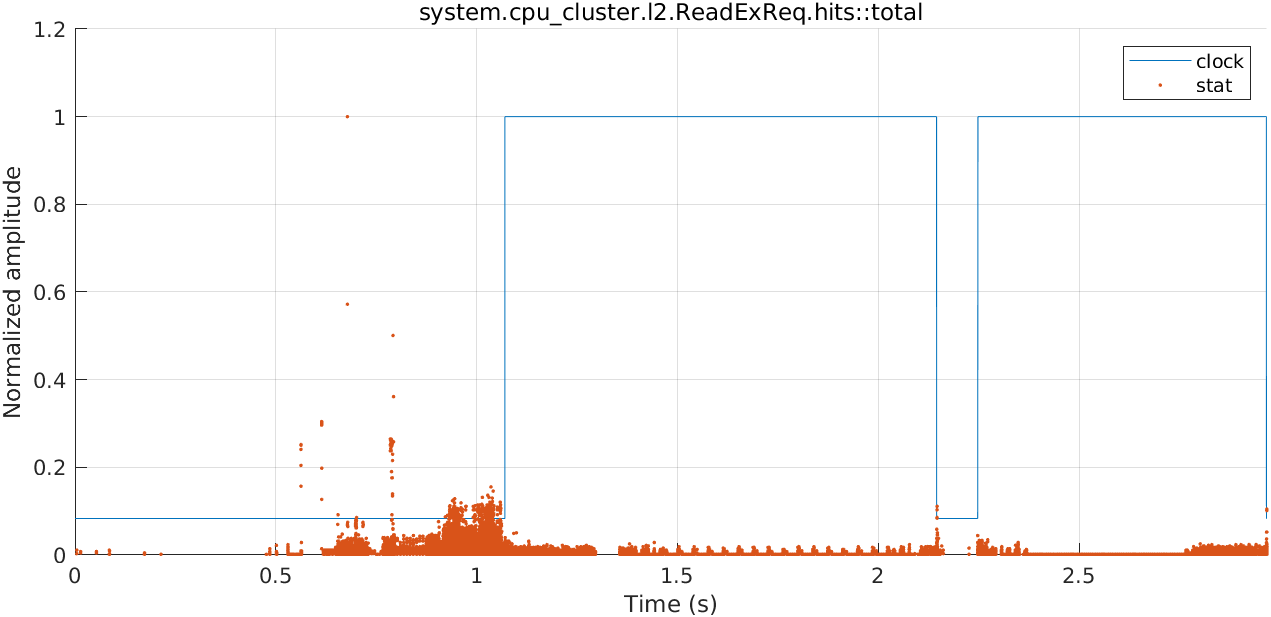 system.cpu_cluster.l2.ReadExReq.hits::total
1.2
1
0.8
0.6
0.4
0.2
0
Normalized amplitude
clock
stat
0 0.5 1 1.5 2 2.5
Time (s)